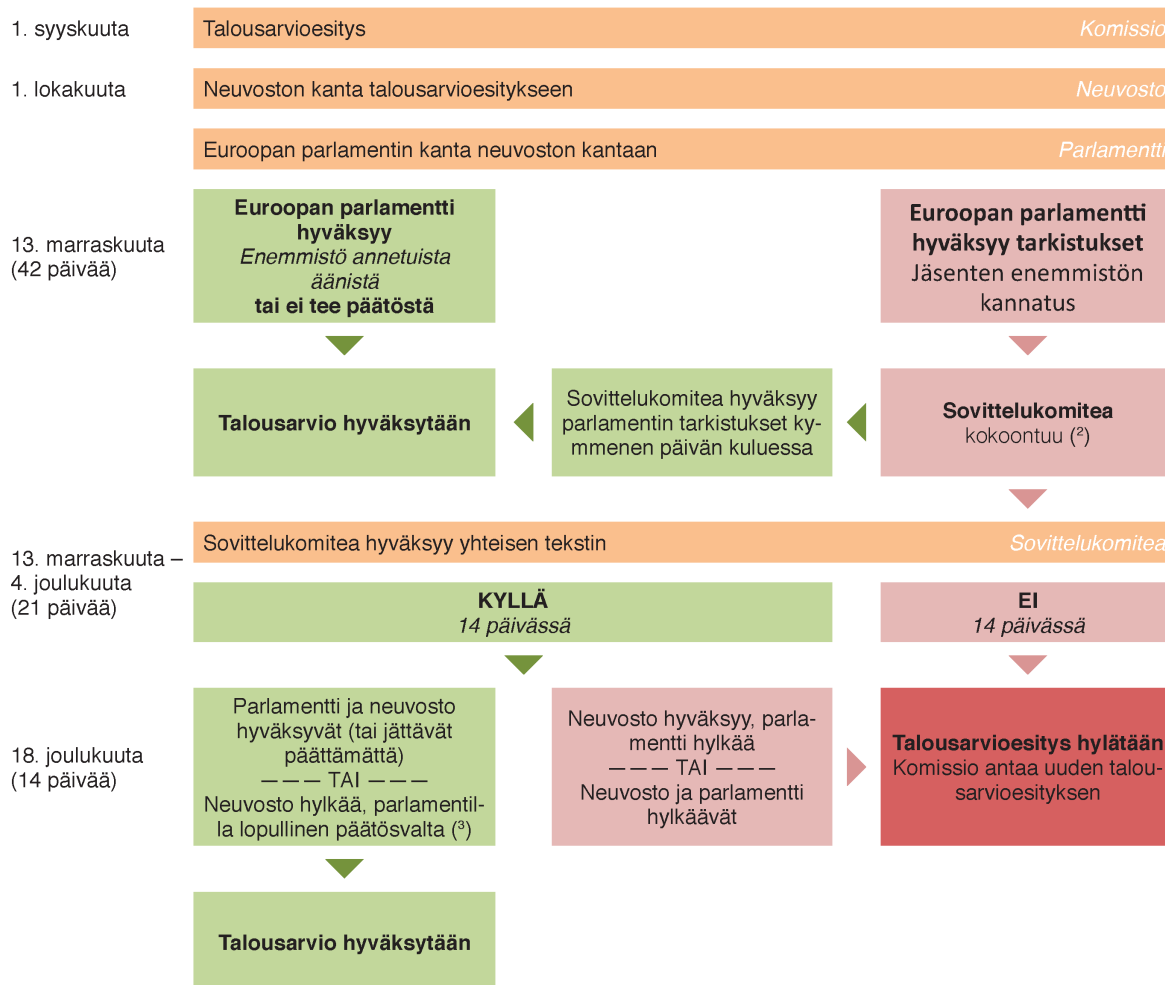 1. syyskuuta
Talousarvioesitys
Komissio
1. lokakuuta
Neuvoston kanta talousarvioesitykseen
Neuvosto
Euroopan parlamentin kanta neuvoston kantaan
Parlamentti
13. marraskuuta
(42 päivää)
Euroopan parlamentti
hyväksyy
Enemmistö annetuista
äänistä
tai ei tee päätöstä
Euroopan parlamentti
hyväksyy tarkistukset
Jäsenten enemmistön
kannatus
Talousarvio hyväksytään
Sovittelukomitea hyväksyy
parlamentin tarkistukset ky-
mmenen päivän kuluessa
Sovittelukomitea
kokoontuu (²)
13. marraskuuta –
4. joulukuuta
(21 päivää)
Sovittelukomitea hyväksyy yhteisen tekstin
Sovittelukomitea
KYLLÄ
14 päivässä
EI
14 päivässä
18. joulukuuta
(14 päivää)
Parlamentti ja neuvosto
hyväksyvät (tai jättävät
päättämättä)
— — — TAI — — —
Neuvosto hylkää, parlamentil-
la lopullinen päätösvalta (³)
Neuvosto hyväksyy, parla-
mentti hylkää
— — — TAI — — —
Neuvosto ja parlamentti
hylkäävät
Talousarvioesitys hylätään
Komissio antaa uuden talou-
sarvioesityksen
Talousarvio hyväksytään